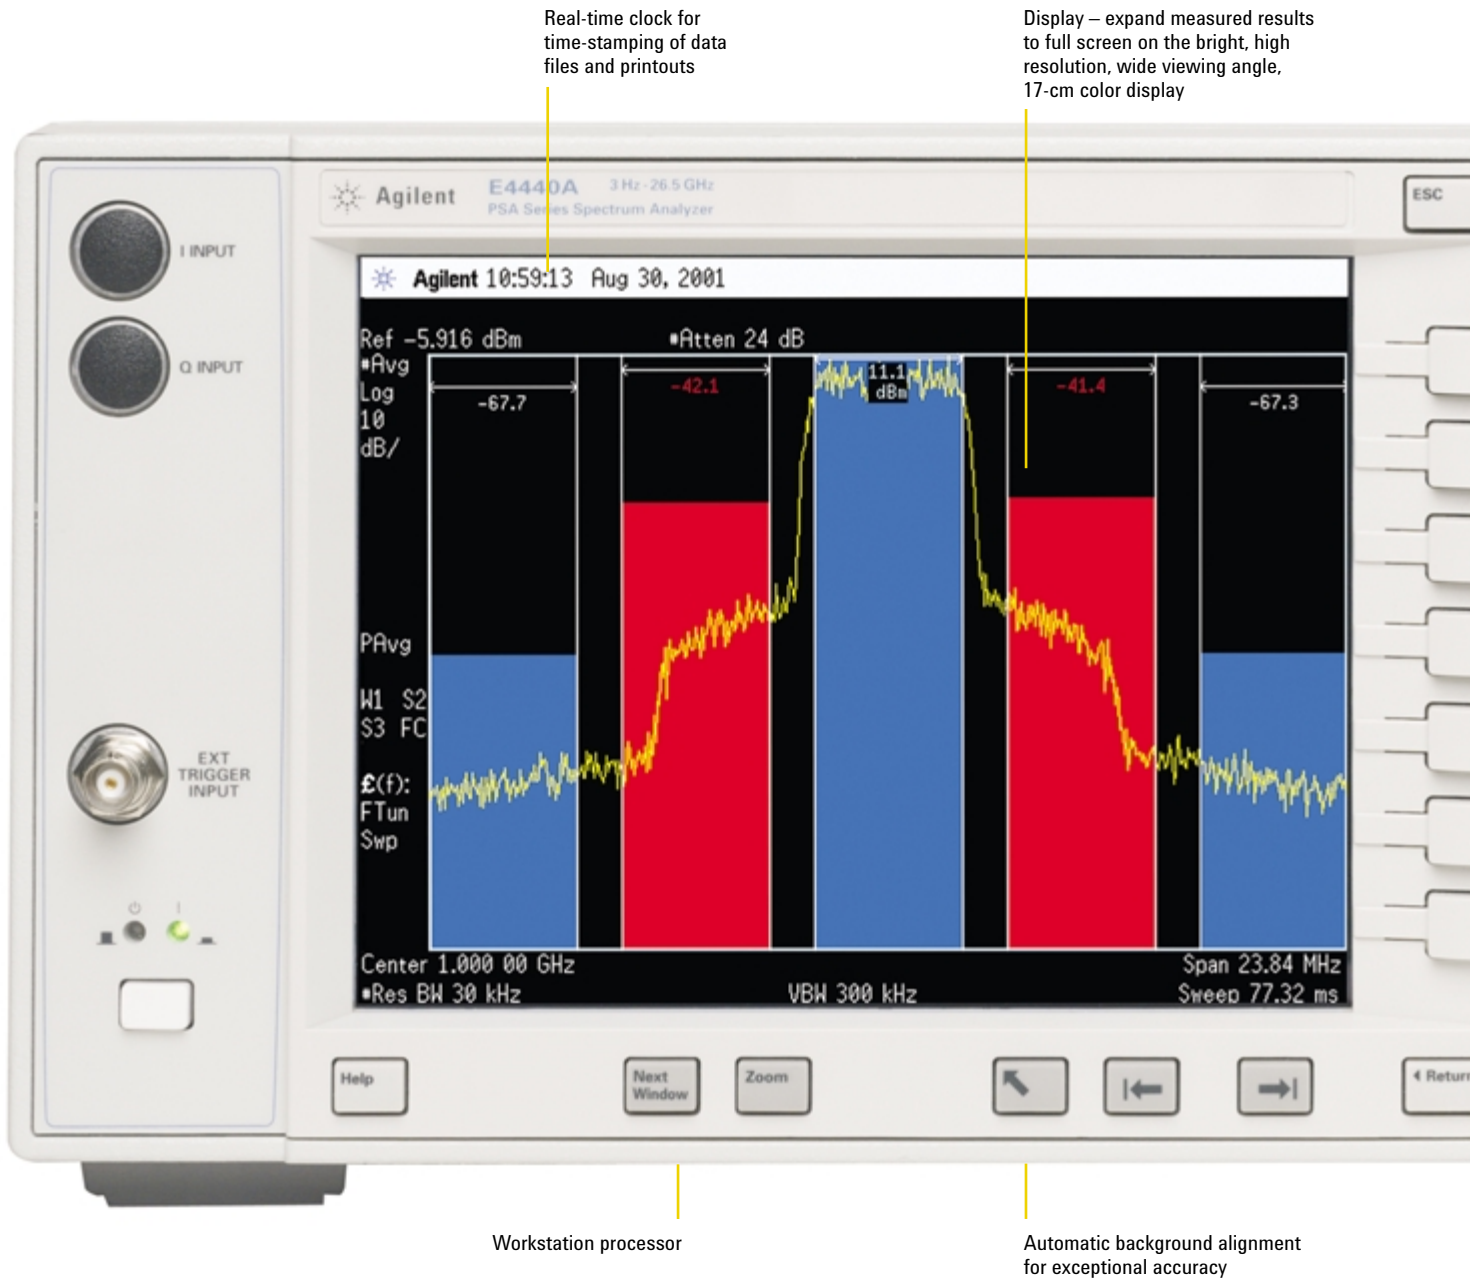 Real-time clock for
time-stamping of data
files and printouts
Display – expand measured results
to full screen on the bright, high
resolution, wide viewing angle,
17-cm color display
Agilent E4440A 3 Hz - 26.5 GHz
PSA Series Spectrum Analyzer
ESC
I INPUT
Q INPUT
EXT
TRIGGER
INPUT
Agilent 10:59:13 Aug 30, 2001
Ref -5.916 dBm #Atten 24 dB
#Avg
Log
10
dB/
-67.7
-42.1
11.1
dBm
-41.4
-67.3
PAvg
W1 S2
S3 FC
£(f):
FTun
Swp
Center 1.000 00 GHz Span 23.84 MHz
#Res BW 30 kHz VBW 300 kHz Sweep 77.32 ms
Help
Next
Window
Zoom
Return
Workstation processor
Automatic background alignment
for exceptional accuracy